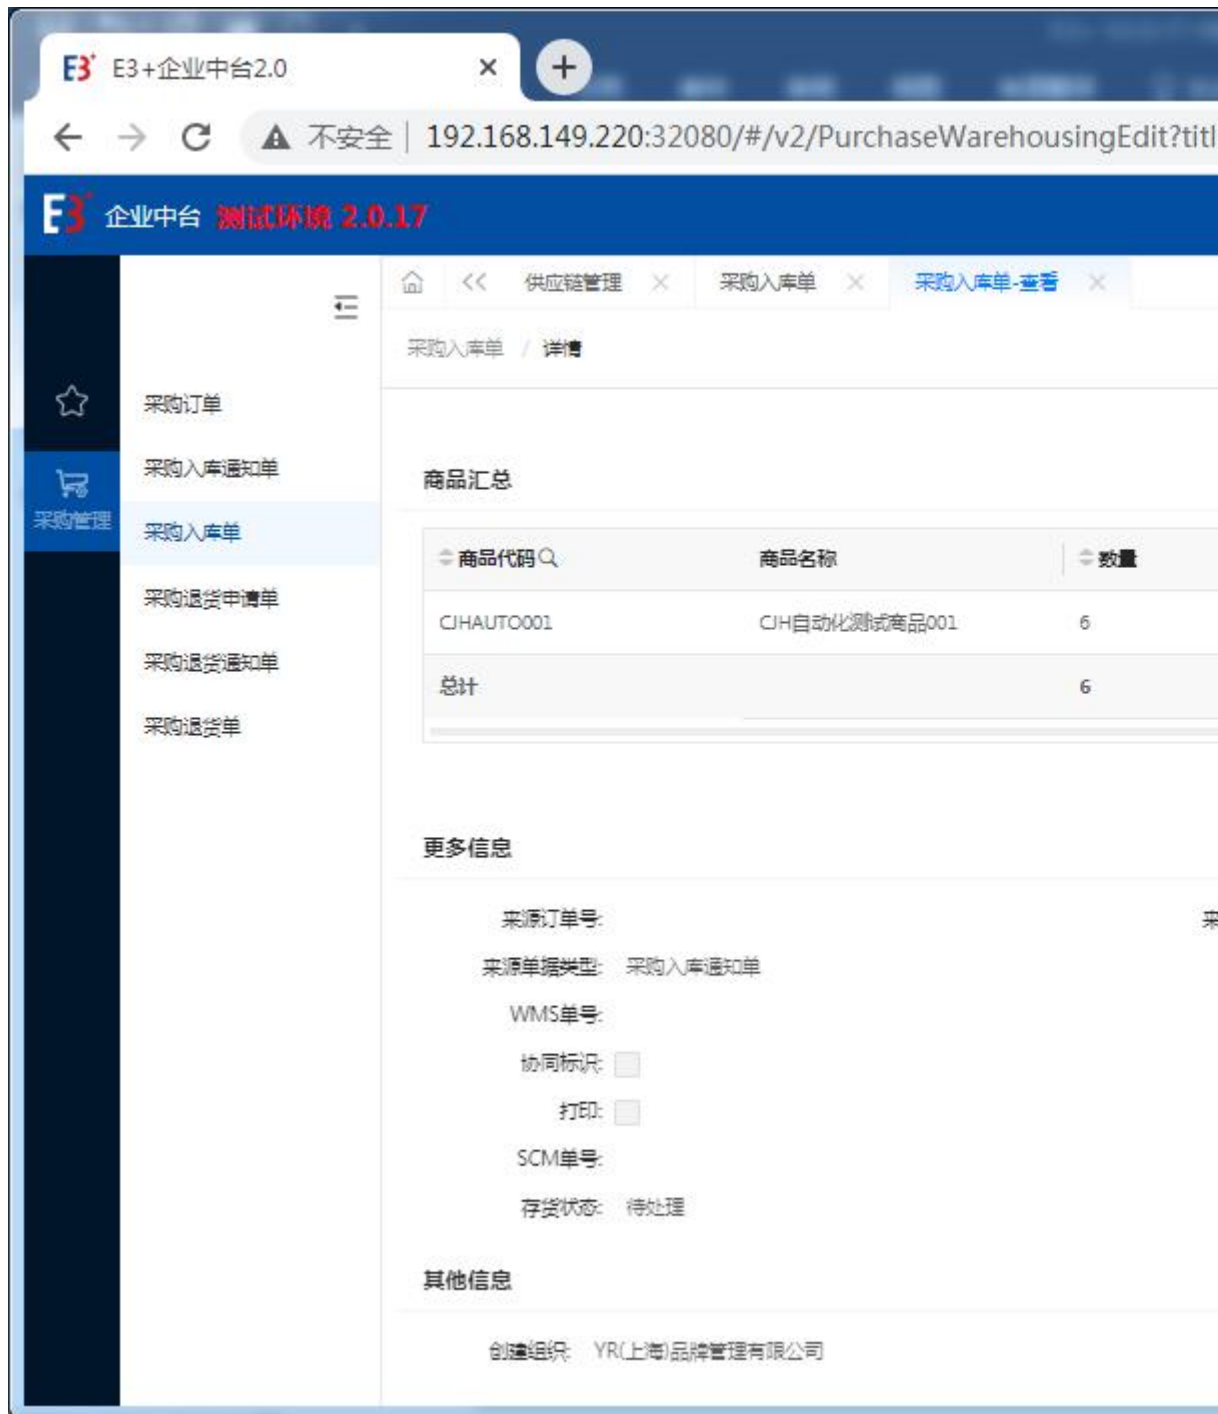 E3+企业中台2.0
不安全 | 192.168.149.220:32080/#/v2/PurchaseWarehousingEdit?titl
E3+ 企业中台 测试环境 2.0.17
<< 供应链管理 采购入库单 采购入库单-查看
采购入库单 / 详情
采购管理
采购订单
采购入库通知单
采购入库单
采购退货申请单
采购退货通知单
采购退货单
商品汇总
商品代码 商品名称 数量
CJHAUTO001 CJH自动化测试商品001 6
总计 6
更多信息
来源订单号: 来
来源单据类型: 采购入库通知单
WMS单号:
协同标识:
打印:
SCM单号:
存货状态: 待处理
其他信息
创建组织: YR(上海)品牌管理有限公司